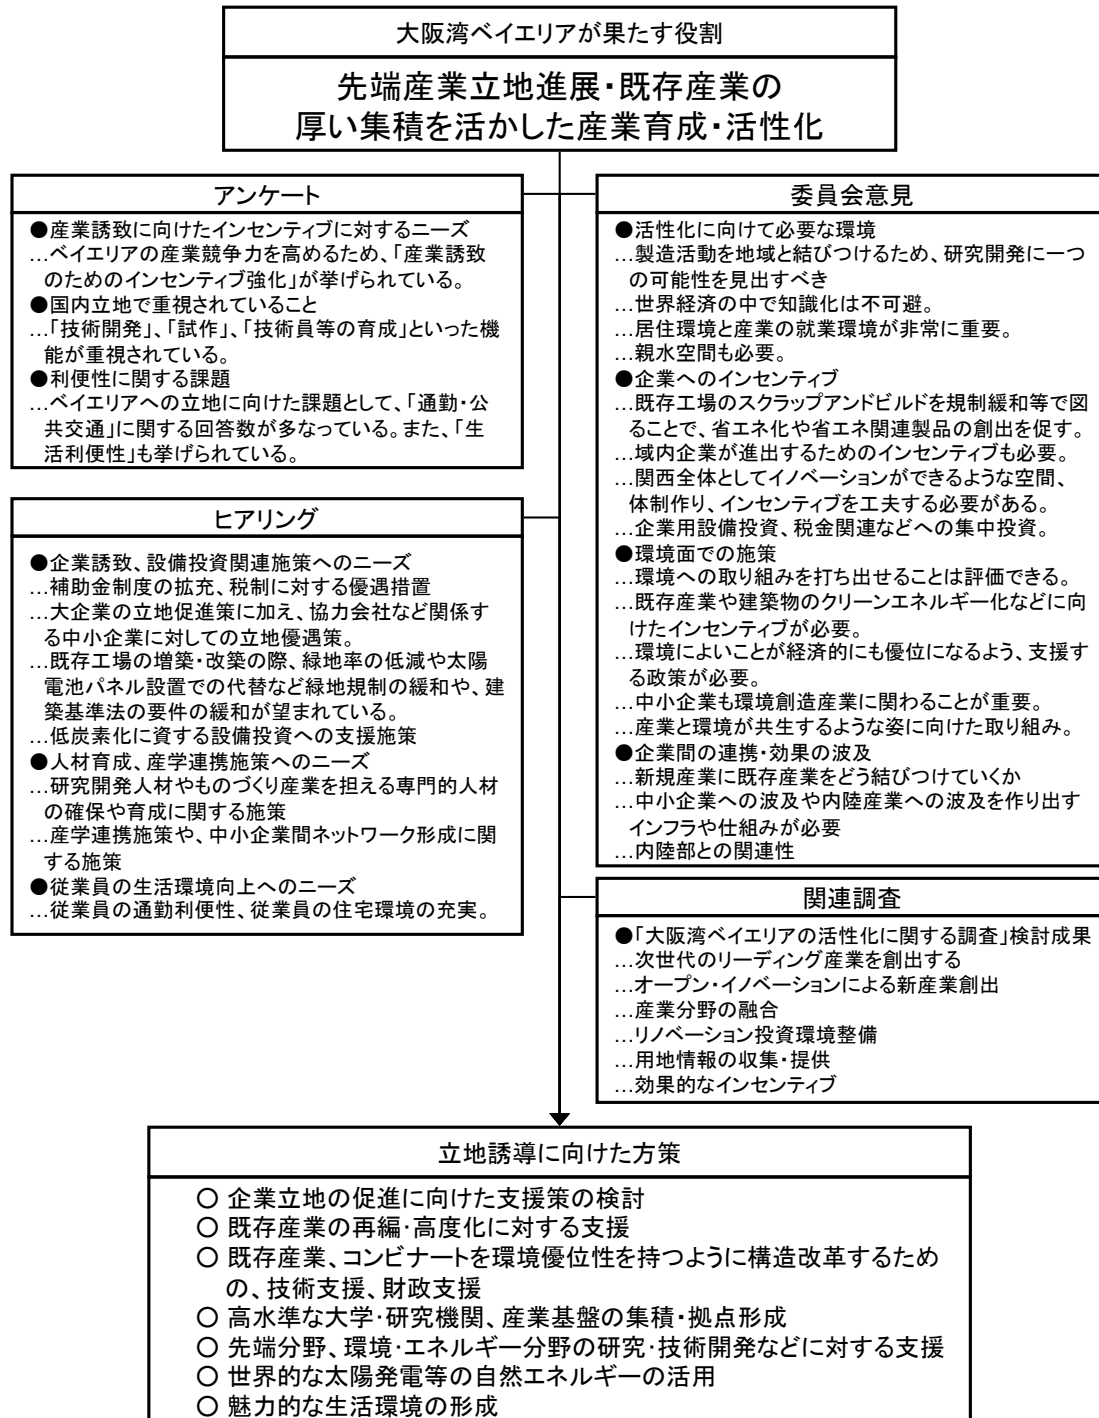 大阪湾ベイエリアが果たす役割
先端産業立地進展・既存産業の
厚い集積を活かした産業育成・活性化
アンケート
●産業誘致に向けたインセンティブに対するニーズ
…ベイエリアの産業競争力を高めるため、「産業誘致
のためのインセンティブ強化」が挙げられている。
●国内立地で重視されていること
…「技術開発」、「試作」、「技術員等の育成」といった機
能が重視されている。
●利便性に関する課題
…ベイエリアへの立地に向けた課題として、「通勤・公
共交通」に関する回答数が多なっている。また、「生
活利便性」も挙げられている。
ヒアリング
●企業誘致、設備投資関連施策へのニーズ
…補助金制度の拡充、税制に対する優遇措置
…大企業の立地促進策に加え、協力会社など関係す
る中小企業に対しての立地優遇策。
…既存工場の増築・改築の際、緑地率の低減や太陽
電池パネル設置での代替など緑地規制の緩和や、建
築基準法の要件の緩和が望まれている。
…低炭素化に資する設備投資への支援施策
●人材育成、産学連携施策へのニーズ
…研究開発人材やものづくり産業を担える専門的人材
の確保や育成に関する施策
…産学連携施策や、中小企業間ネットワーク形成に関
する施策
●従業員の生活環境向上へのニーズ
…従業員の通勤利便性、従業員の住宅環境の充実。
委員会意見
●活性化に向けて必要な環境
…製造活動を地域と結びつけるため、研究開発に一つ
の可能性を見出すべき
…世界経済の中で知識化は不可避。
…居住環境と産業の就業環境が非常に重要。
…親水空間も必要。
●企業へのインセンティブ
…既存工場のスクラップアンドビルドを規制緩和等で図
ることで、省エネ化や省エネ関連製品の創出を促す。
…域内企業が進出するためのインセンティブも必要。
…関西全体としてイノベーションができるような空間、
体制作り、インセンティブを工夫する必要がある。
…企業用設備投資、税金関連などへの集中投資。
●環境面での施策
…環境への取り組みを打ち出せることは評価できる。
…既存産業や建築物のクリーンエネルギー化などに向
けたインセンティブが必要。
…環境によいことが経済的にも優位になるよう、支援す
る政策が必要。
…中小企業も環境創造産業に関わることが重要。
…産業と環境が共生するような姿に向けた取り組み。
●企業間の連携・効果の波及
…新規産業に既存産業をどう結びつけていくか
…中小企業への波及や内陸産業への波及を作り出す
インフラや仕組みが必要
…内陸部との関連性
関連調査
●「大阪湾ベイエリアの活性化に関する調査」検討成果
…次世代のリーディング産業を創出する
…オープン・イノベーションによる新産業創出
…産業分野の融合
…リノベーション投資環境整備
…用地情報の収集・提供
…効果的なインセンティブ
立地誘導に向けた方策
○ 企業立地の促進に向けた支援策の検討
○ 既存産業の再編・高度化に対する支援
○ 既存産業、コンビナートを環境優位性を持つように構造改革するため
の、技術支援、財政支援
○ 高水準な大学・研究機関、産業基盤の集積・拠点形成
○ 先端分野、環境・エネルギー分野の研究・技術開発などに対する支援
○ 世界的な太陽発電等の自然エネルギーの活用
○ 魅力的な生活環境の形成